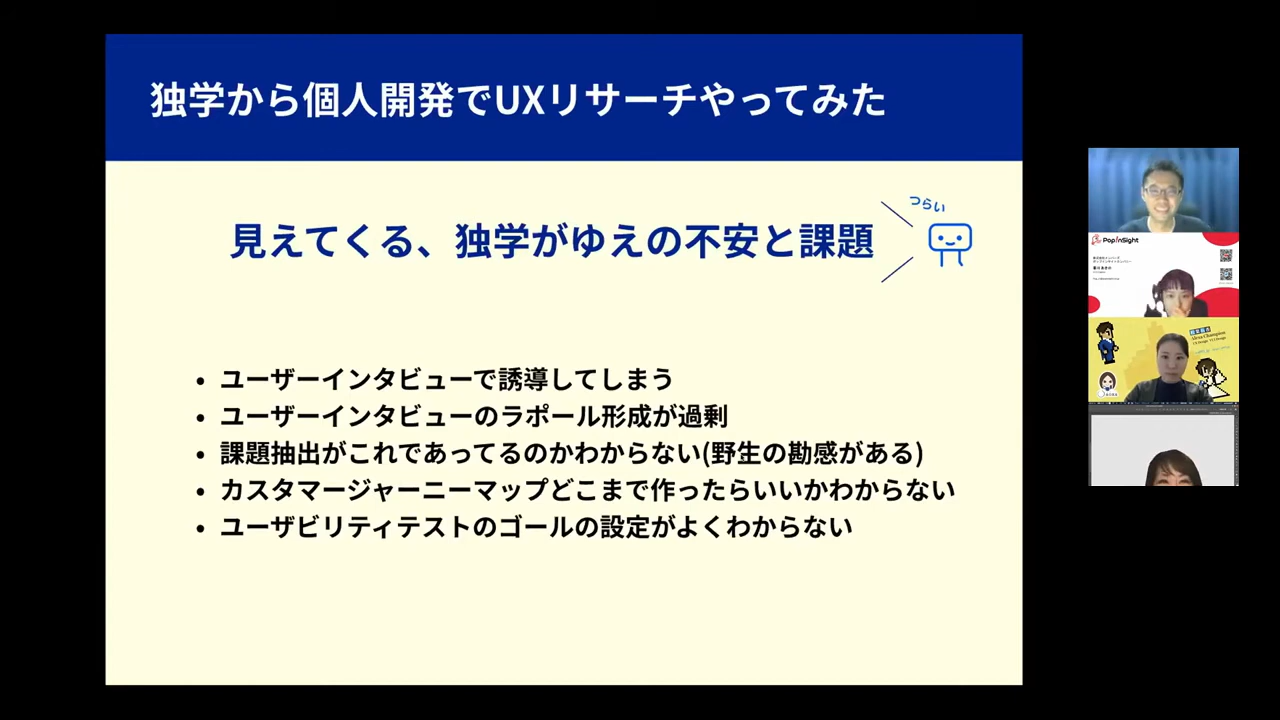 独学から個人開発でUXリサーチやってみた
見えてくる、独学がゆえの不安と課題
つらい
• ユーザーインタビューで誘導してしまう
• ユーザーインタビューのラポール形成が過剰
• 課題抽出がこれであってるのかわからない(野生の勘感がある)
• カスタマージャーニーマップどこまで作ったらいいかわからない
• ユーザビリティテストのゴールの設定がよくわからない
PopInSight
Alexa Champion